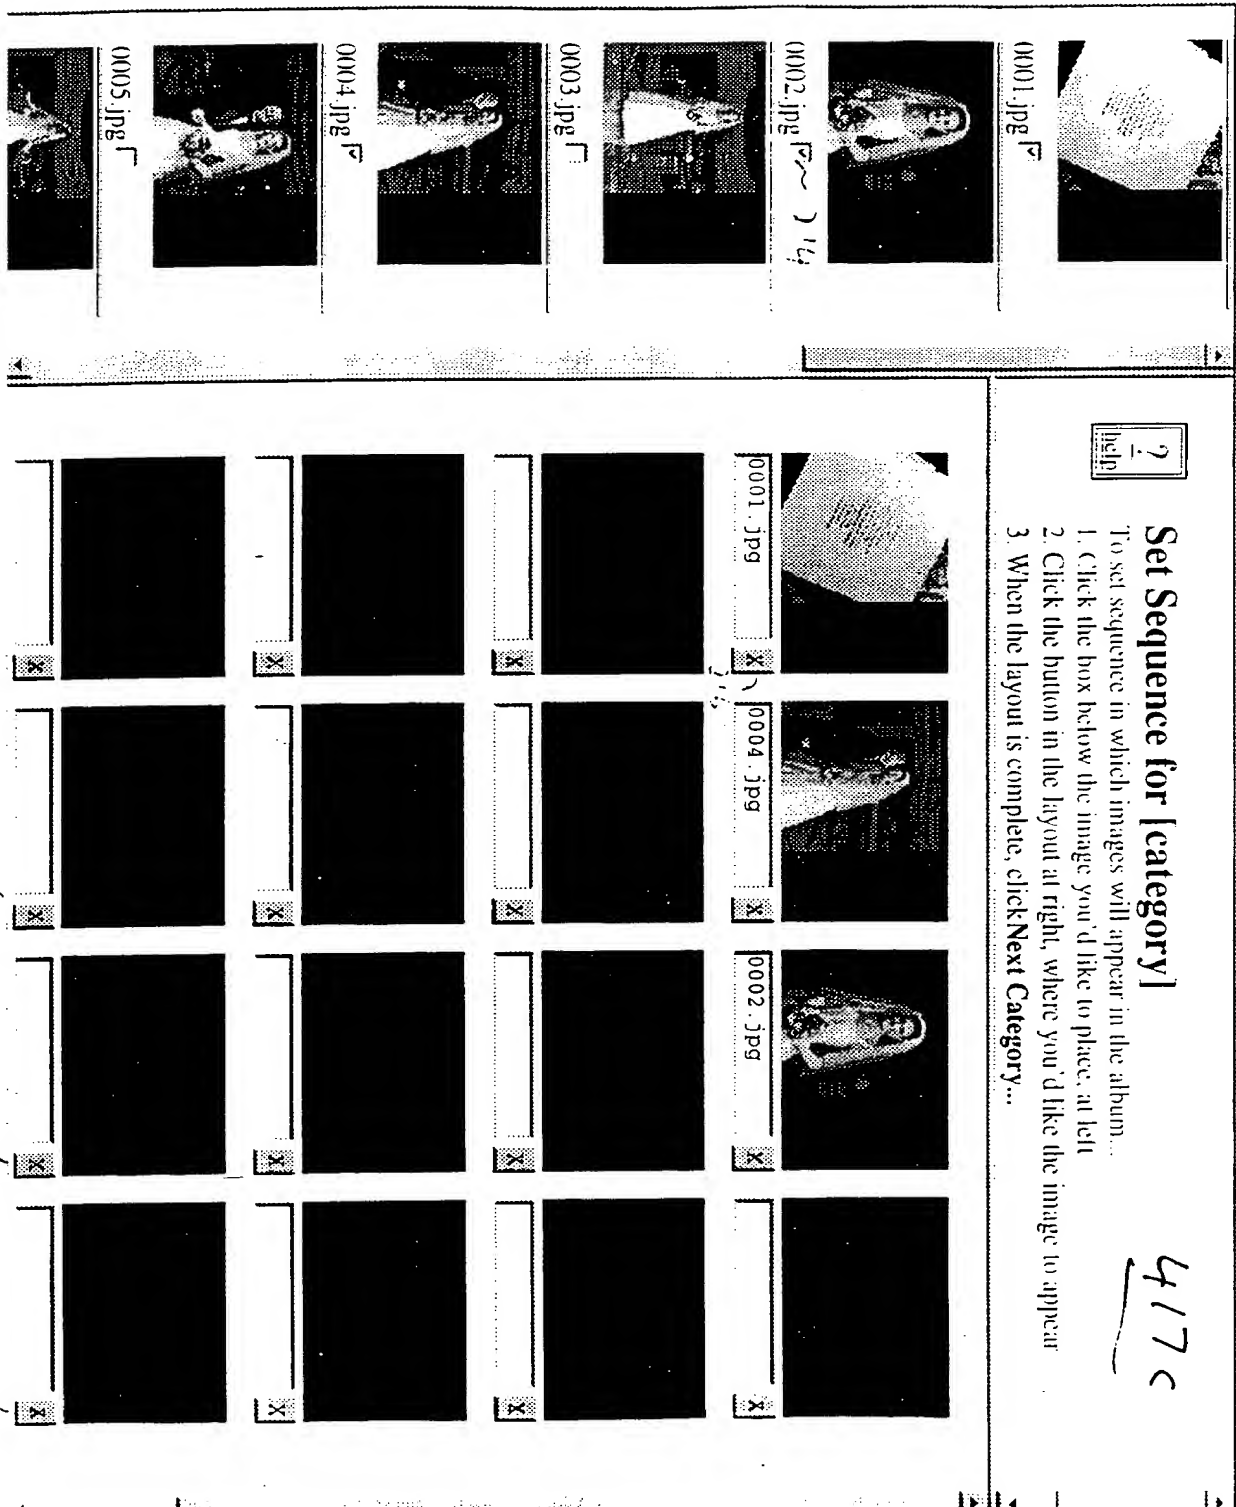 0001.jpg
0002.jpg
0003.jpg
0004.jpg
0005.jpg
? help
Set Sequence for [category]
To set sequence in which images will appear in the album...
1. Click the box below the image you'd like to place, at left
2. Click the button in the layout at right, where you'd like the image to appear
3. When the layout is complete, clickNext Category...
417c
0001.jpg X
0004.jpg X
0002.jpg X
X
X
X
X
X
X
X
X
X
X
X
X
X